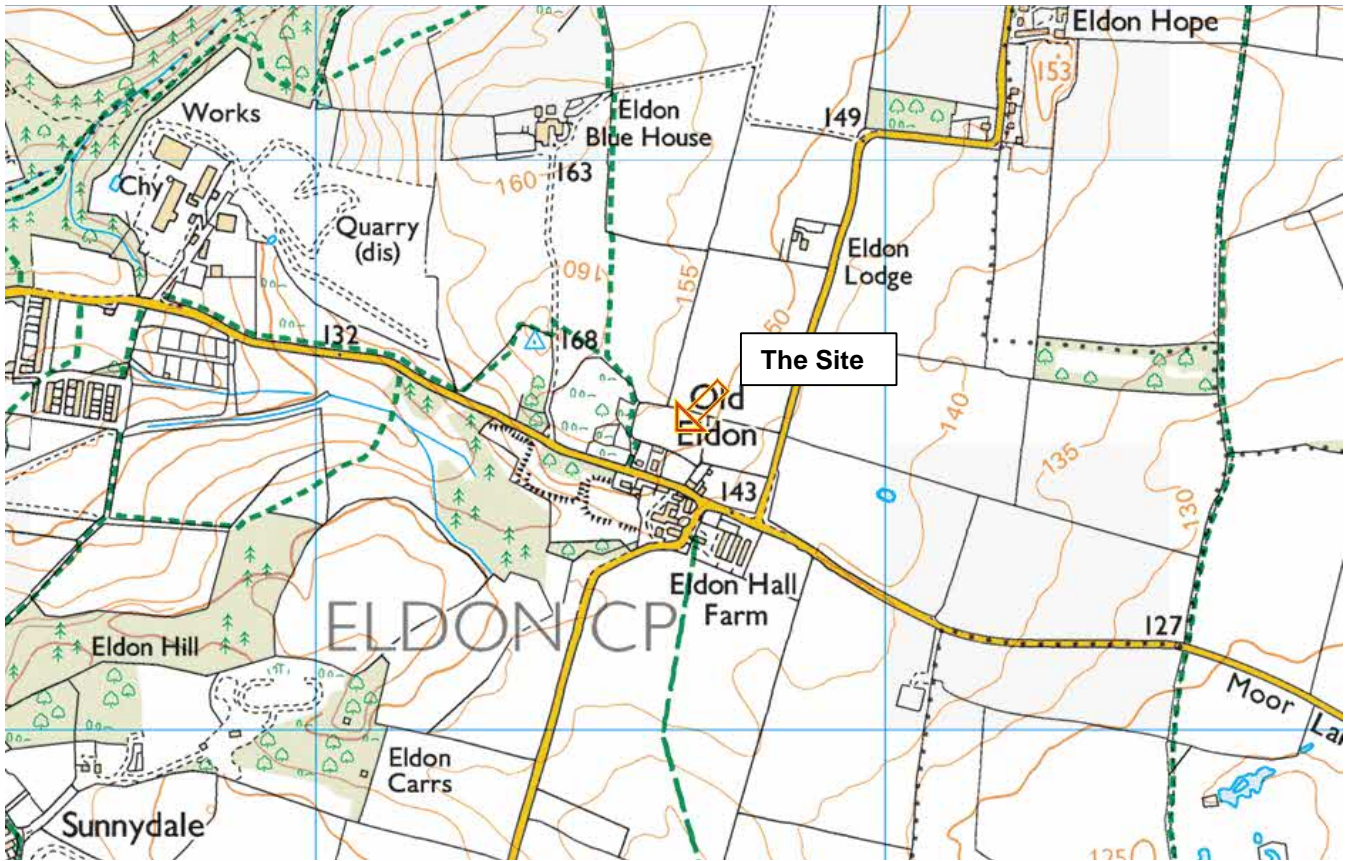 Eldon Hope
153
Works
Eldon
Blue House
149
Chy
160
163
Quarry
(dis)
160
155
Eldon
Lodge
50
132
168
The Site
Old
Eldon
140
135
130
143
Eldon Hall
Farm
ELDON CP
127
Eldon Hill
Moor La
Eldon
Carrs
Sunnydale
125